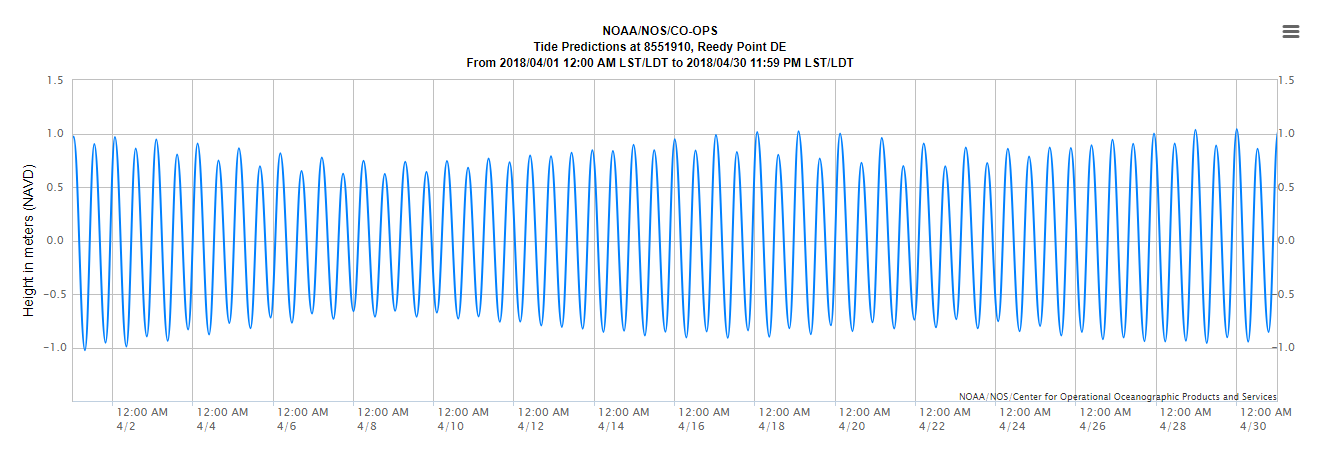 NOAA/NOS/CO-OPS
Tide Predictions at 8551910, Reedy Point DE
From 2018/04/01 12:00 AM LST/LDT to 2018/04/30 11:59 PM LST/LDT
Height in meters (NAVD)
1.5 1.5
1.0 1.0
0.5 0.5
0.0 0.0
-0.5 -0.5
-1.0 -1.0
NOAA/NOS/Center for Operational Oceanographic Products and Services
12:00 AM 12:00 AM 12:00 AM 12:00 AM 12:00 AM 12:00 AM 12:00 AM 12:00 AM 12:00 AM 12:00 AM 12:00 AM 12:00 AM 12:00 AM 12:00 AM 12:00 AM
4/2 4/4 4/6 4/8 4/10 4/12 4/14 4/16 4/18 4/20 4/22 4/24 4/26 4/28 4/30